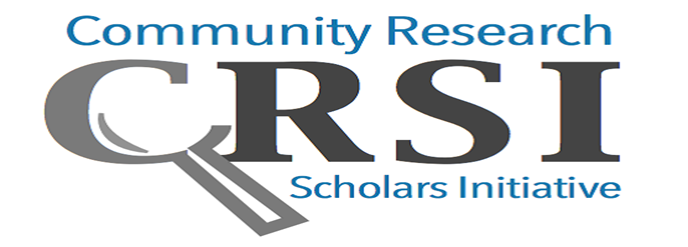 Community Research
CRSI
Scholars Initiative